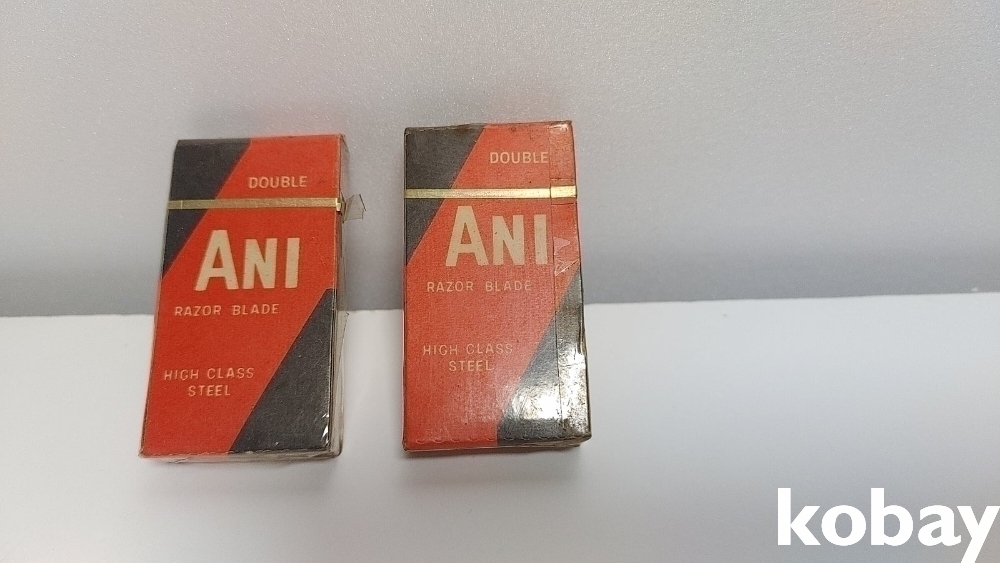 DOUBLE
ANI
RAZOR BLADE
HIGH CLASS
STEEL
DOUBLE
ANI
RAZOR BLADE
HIGH CLASS
STEEL
kobay